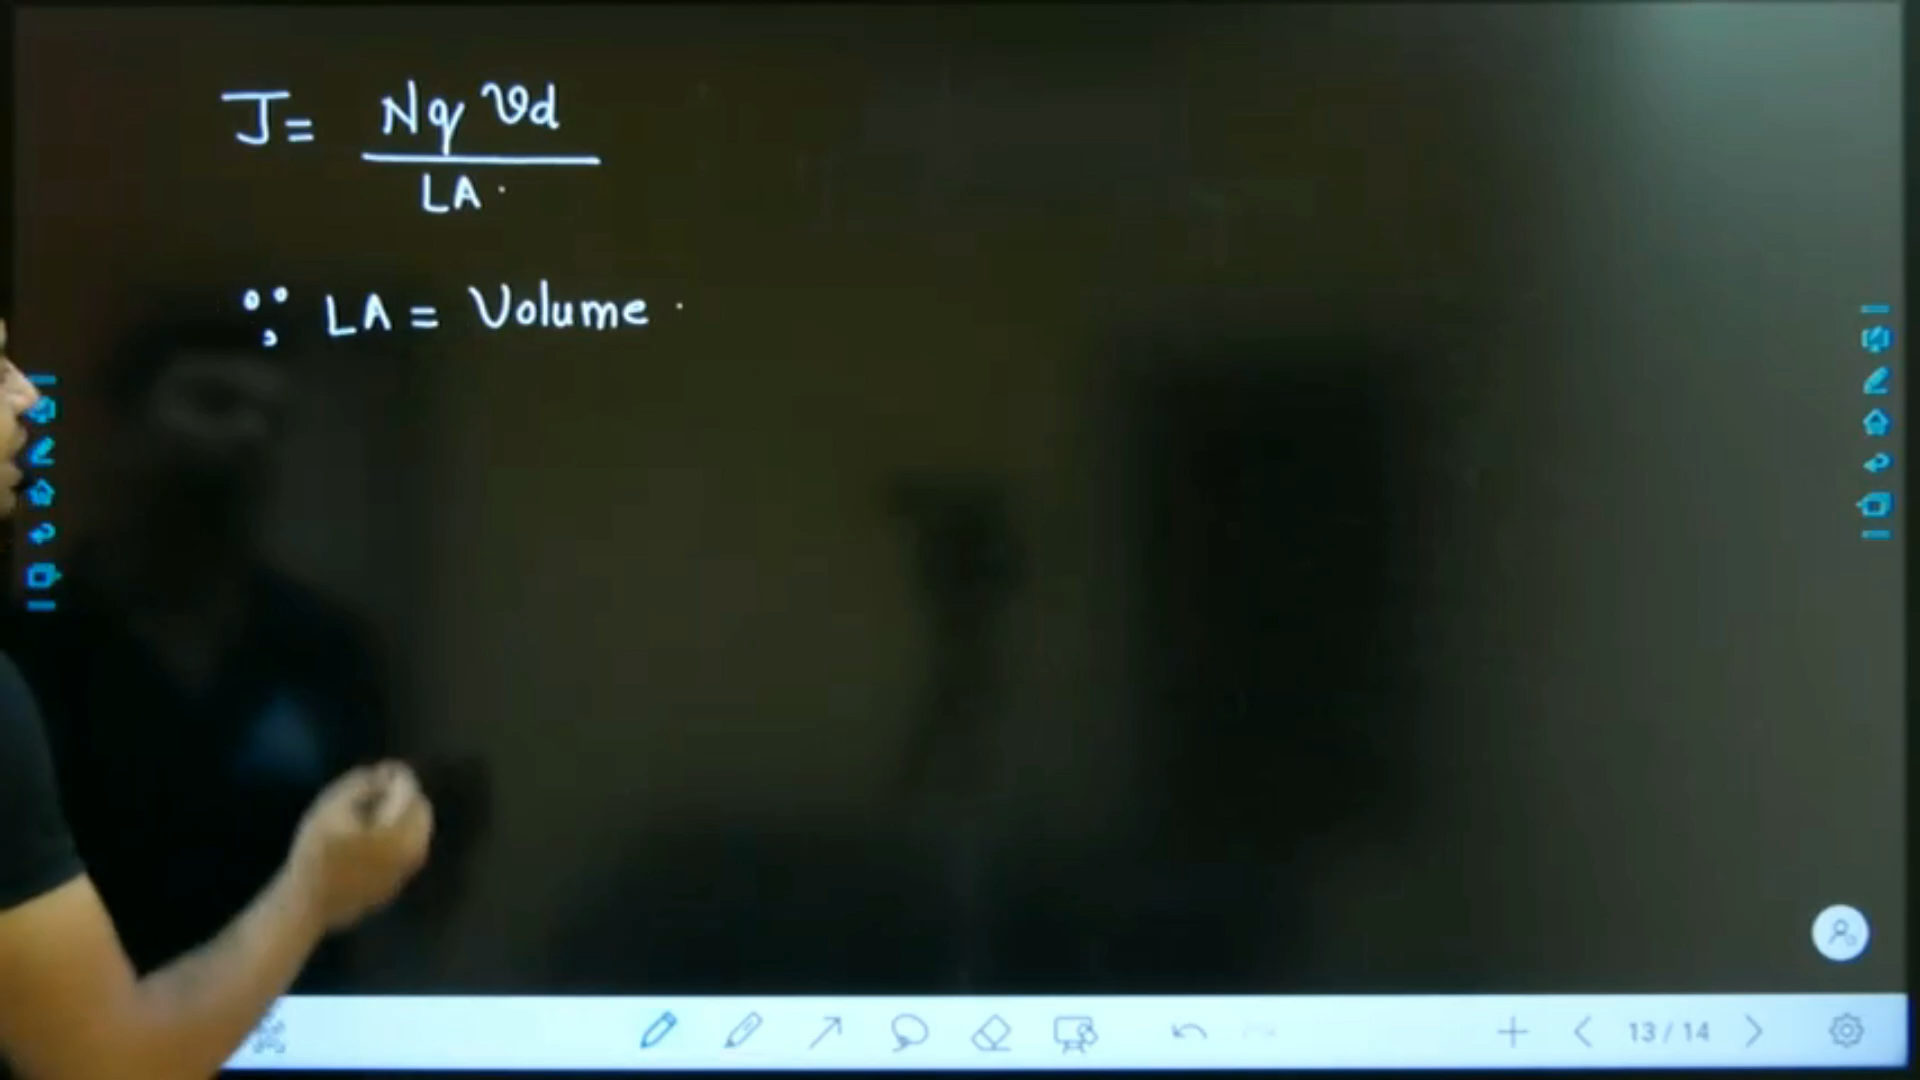 J = Nq vd
LA.
∵ LA = Volume.
13 / 14